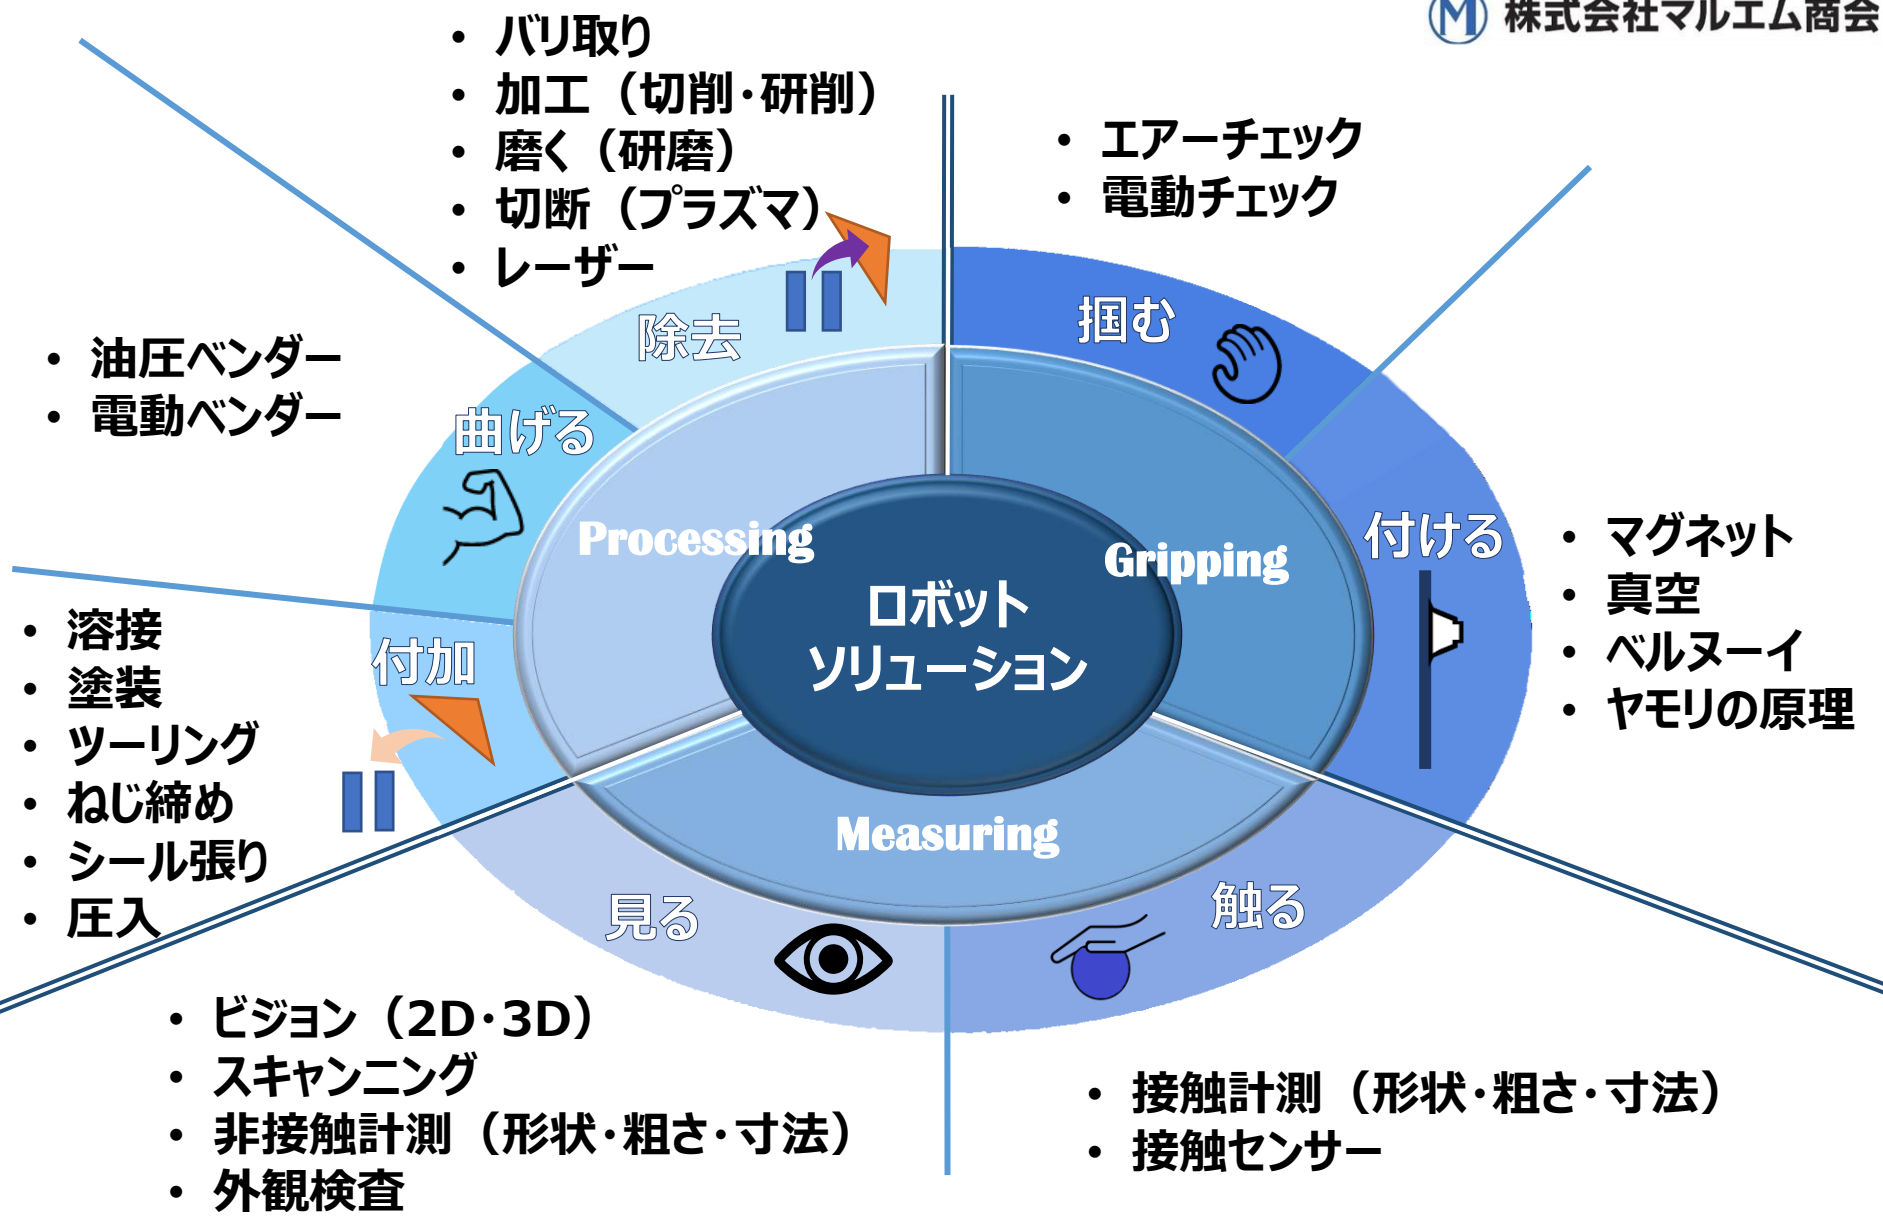 株式会社マルエム商会
• バリ取り
• 加工（切削・研削）
• 磨く（研磨）
• 切断（プラズマ）
• レーザー
• エアーチェック
• 電動チェック
除去
掴む
• 油圧ベンダー
• 電動ベンダー
曲げる
付ける
• マグネット
• 真空
• ベルヌーイ
• ヤモリの原理
Processing
Gripping
ロボット
ソリューション
• 溶接
• 塗装
• ツーリング
• ねじ締め
• シール張り
• 圧入
付加
Measuring
見る
触る
• ビジョン（2D・3D）
• スキャンニング
• 非接触計測（形状・粗さ・寸法）
• 外観検査
• 接触計測（形状・粗さ・寸法）
• 接触センサー